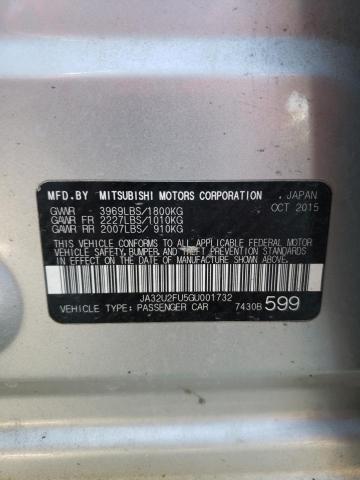 MFD.BY MITSUBISHI MOTORS CORPORATION , JAPAN
GVWR 3969LBS/1800KG OCT 2015
GAWR FR 2227LBS/1010KG
GAWR RR 2007LBS/ 910KG
THIS VEHICLE CONFORMS TO ALL APPLICABLE FEDERAL MOTOR
VEHICLE SAFETY, BUMPER, AND THEFT PREVENTION STANDARDS
IN EFFECT ON THE DATE OF MANUFACTURE SHOWN ABOVE.
JA32U2FU5GU001732
VEHICLE TYPE: PASSENGER CAR 7430B 599